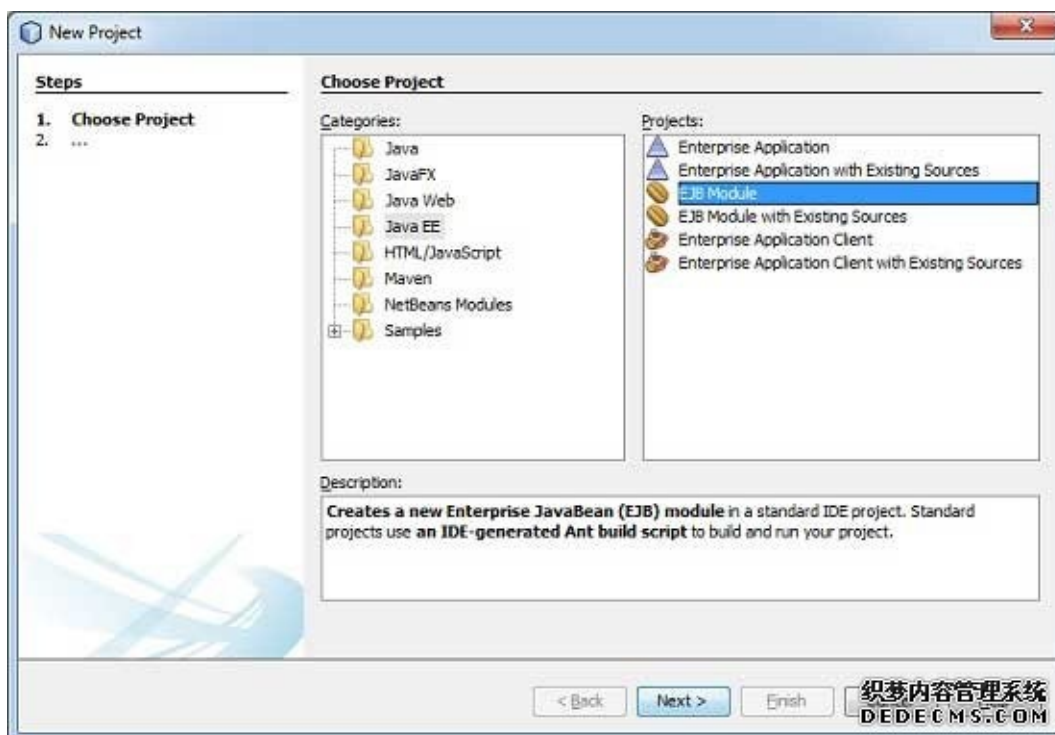 New Project
Steps
1. Choose Project
2. ...
Choose Project
Categories:
Java
JavaFX
Java Web
Java EE
HTML/JavaScript
Maven
NetBeans Modules
Samples
Projects:
Enterprise Application
Enterprise Application with Existing Sources
EJB Module
EJB Module with Existing Sources
Enterprise Application Client
Enterprise Application Client with Existing Sources
Description:
Creates a new Enterprise JavaBean (EJB) module in a standard IDE project. Standard
projects use an IDE-generated Ant build script to build and run your project.
< Back
Next >
Finish
织梦内容管理系统
DEDECMS.COM